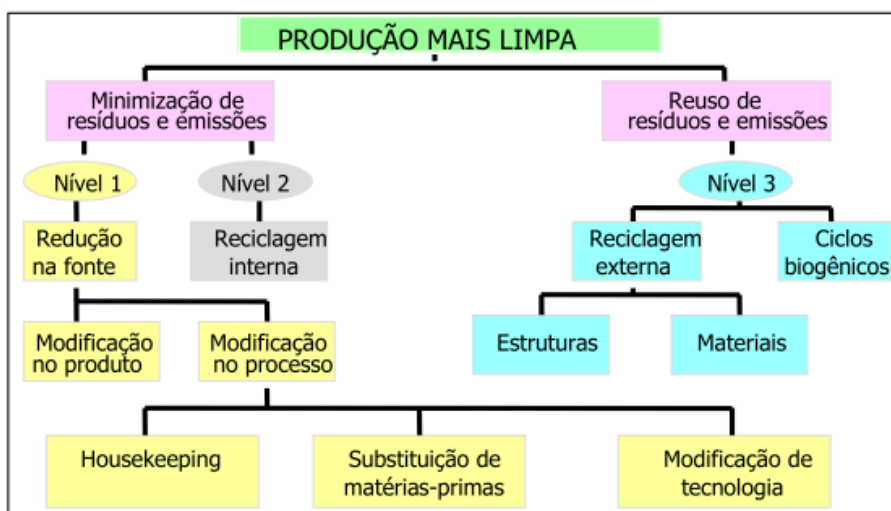 PRODUÇÃO MAIS LIMPA
Minimização de
resíduos e emissões
Reuso de
resíduos e emissões
Nível 1
Nível 2
Nível 3
Redução
na fonte
Reciclagem
interna
Reciclagem
externa
Ciclos
biogênicos
Modificação
no produto
Modificação
no processo
Estruturas
Materiais
Housekeeping
Substituição de
matérias-primas
Modificação de
tecnologia